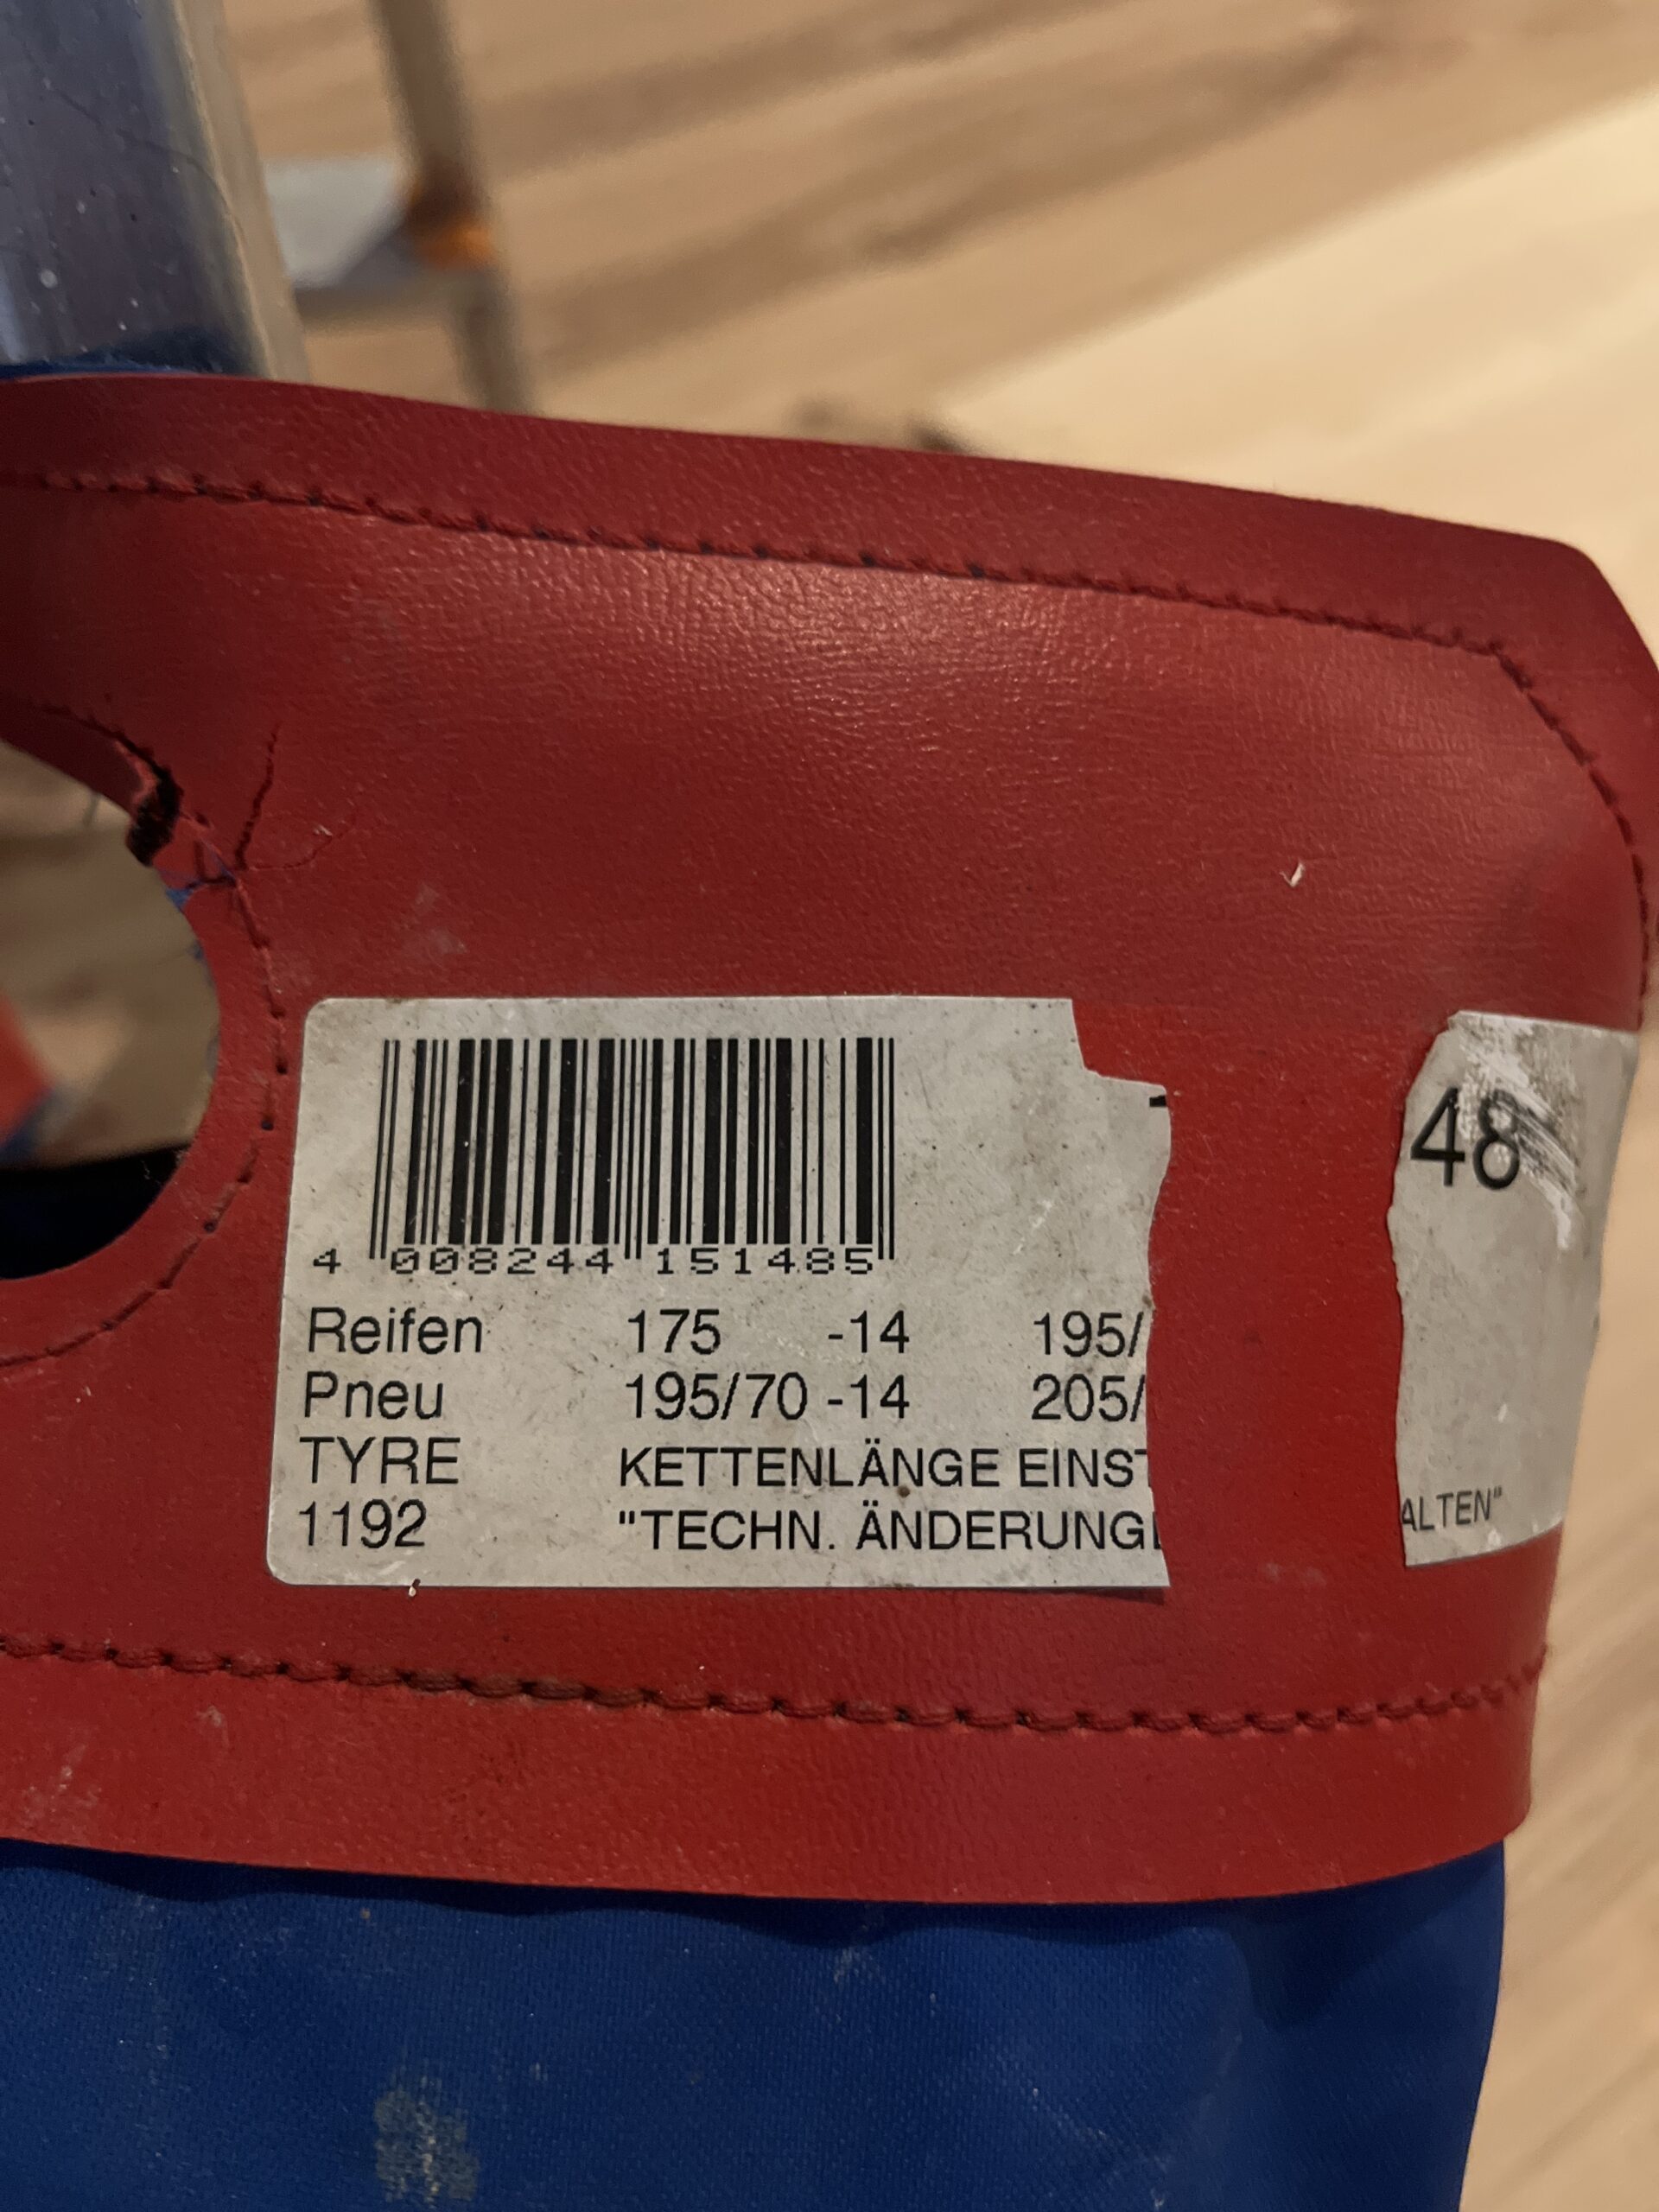 48
4 008244 151485
Reifen 175 -14 195/
Pneu 195/70 -14 205/
TYRE KETTENLÄNGE EINST
1192 "TECHN. ÄNDERUNG ALTEN"